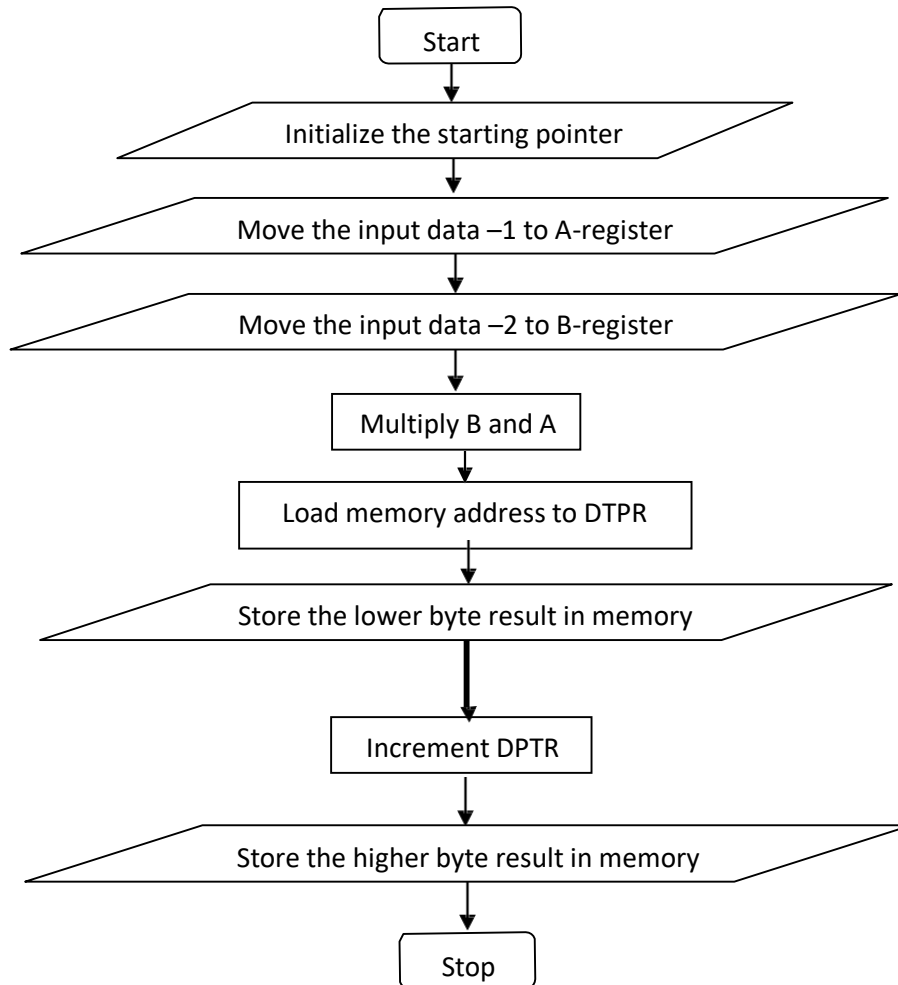 Start
Initialize the starting pointer
Move the input data –1 to A-register
Move the input data –2 to B-register
Multiply B and A
Load memory address to DTPR
Store the lower byte result in memory
Increment DPTR
Store the higher byte result in memory
Stop